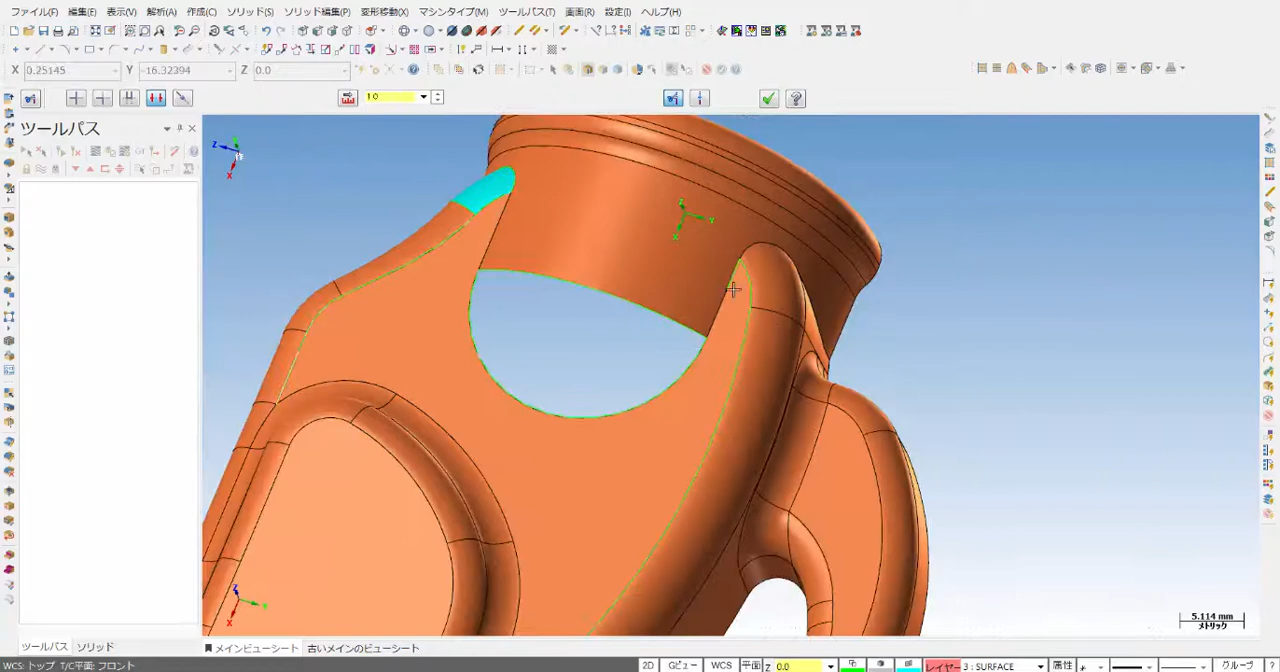 ファイル(F) 編集(E) 表示(V) 解析(A) 作成(C) ソリッド(S) ソリッド編集(P) 変形移動(X) マシンタイプ(M) ツールパス(T) 画面(R) 設定(I) ヘルプ(H)
X 0.25145 Y -16.32394 Z 0.0
1.0
ツールパス
Z Y X
Z Y X
Z Y X
5.114 mm
メトリック
ツールパス ソリッド メインビューシート 古いメインのビューシート
WCS: トップ T/C平面: フロント 2D Gビュー WCS 平面 Z 0.0 レイヤー 3 : SURFACE 属性 グループ ?